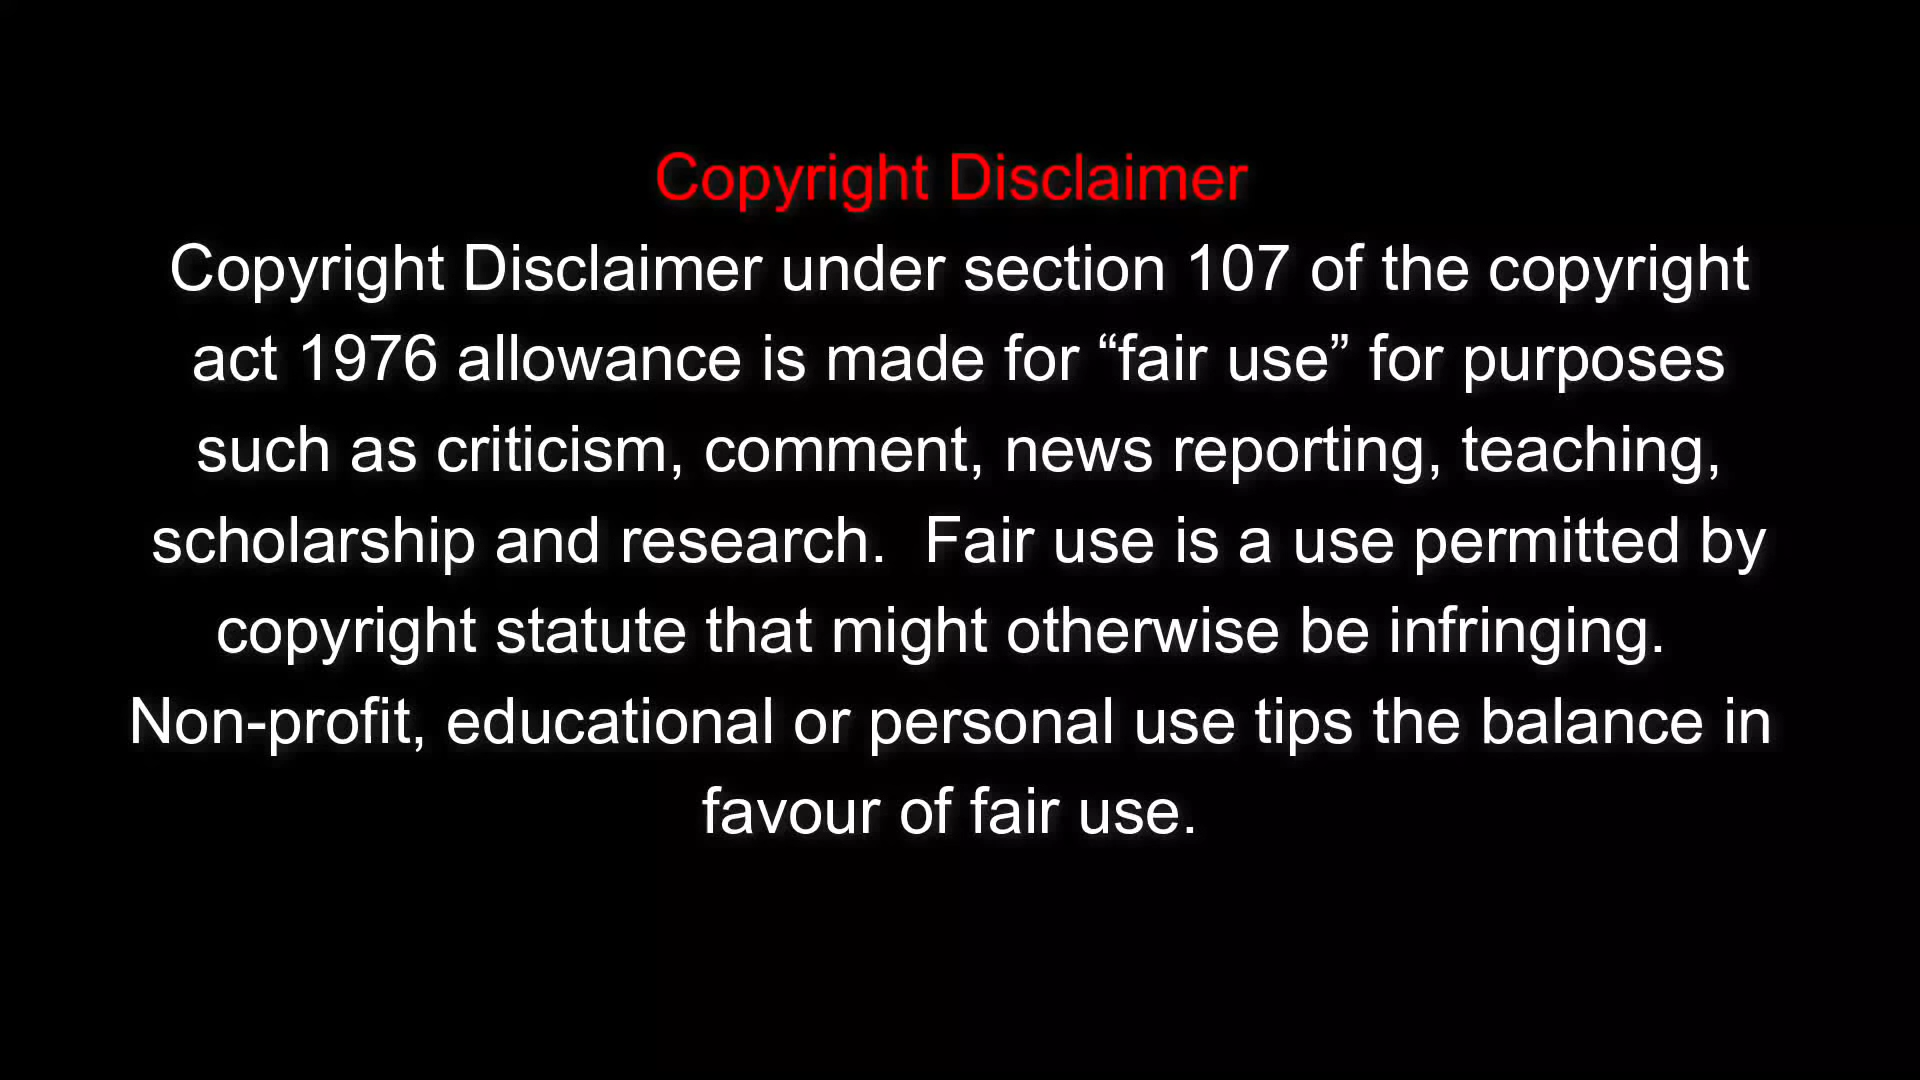 Copyright Disclaimer
Copyright Disclaimer under section 107 of the copyright
act 1976 allowance is made for “fair use” for purposes
such as criticism, comment, news reporting, teaching,
scholarship and research.  Fair use is a use permitted by
copyright statute that might otherwise be infringing.
Non-profit, educational or personal use tips the balance in
favour of fair use.